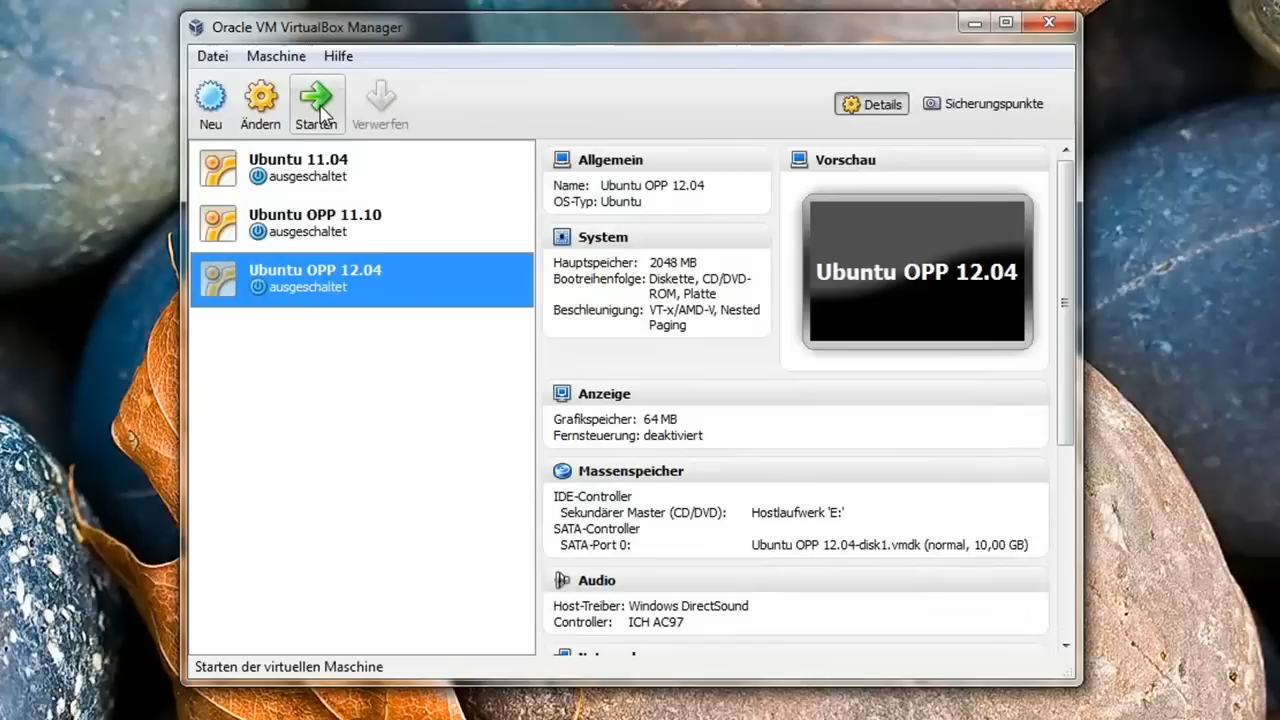 Oracle VM VirtualBox Manager
Datei Maschine Hilfe
Neu Ändern Starten Verwerfen
Details Sicherungspunkte
Ubuntu 11.04
ausgeschaltet
Ubuntu OPP 11.10
ausgeschaltet
Ubuntu OPP 12.04
ausgeschaltet
Allgemein
Name: Ubuntu OPP 12.04
OS-Typ: Ubuntu
System
Hauptspeicher: 2048 MB
Bootreihenfolge: Diskette, CD/DVD-
ROM, Platte
Beschleunigung: VT-x/AMD-V, Nested
Paging
Vorschau
Ubuntu OPP 12.04
Anzeige
Grafikspeicher: 64 MB
Fernsteuerung: deaktiviert
Massenspeicher
IDE-Controller
Sekundärer Master (CD/DVD): Hostlaufwerk 'E:'
SATA-Controller
SATA-Port 0: Ubuntu OPP 12.04-disk1.vmdk (normal, 10,00 GB)
Audio
Host-Treiber: Windows DirectSound
Controller: ICH AC97
Starten der virtuellen Maschine